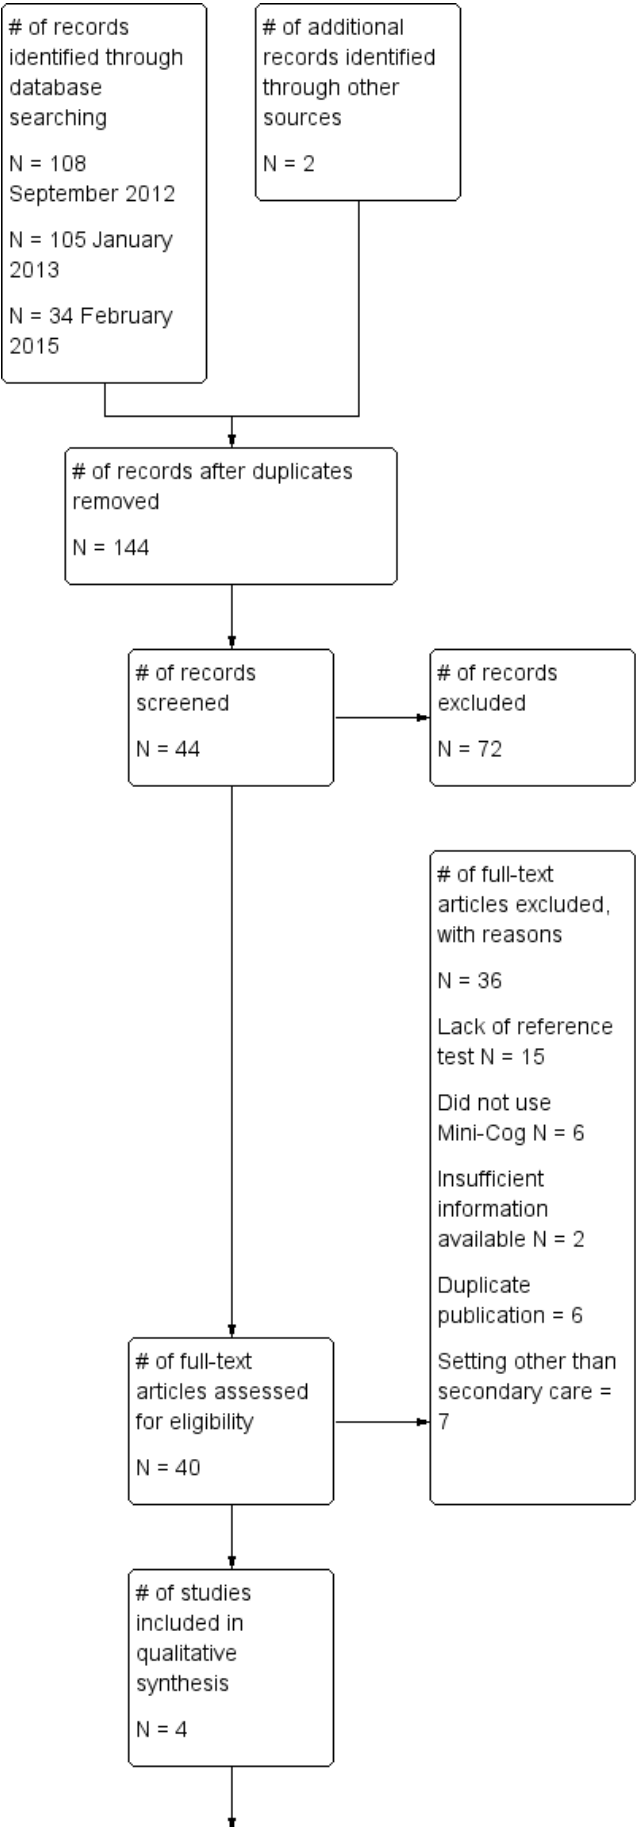 # of records
identified through
database
searching
N = 108
September 2012
N = 105 January
2013
N = 34 February
2015
# of additional
records identified
through other
sources
N = 2
# of records after duplicates
removed
N = 144
# of records
screened
N = 44
# of records
excluded
N = 72
# of full-text
articles excluded,
with reasons
N = 36
Lack of reference
test N = 15
Did not use
Mini-Cog N = 6
Insufficient
information
available N = 2
Duplicate
publication = 6
Setting other than
secondary care =
7
# of full-text
articles assessed
for eligibility
N = 40
# of studies
included in
qualitative
synthesis
N = 4